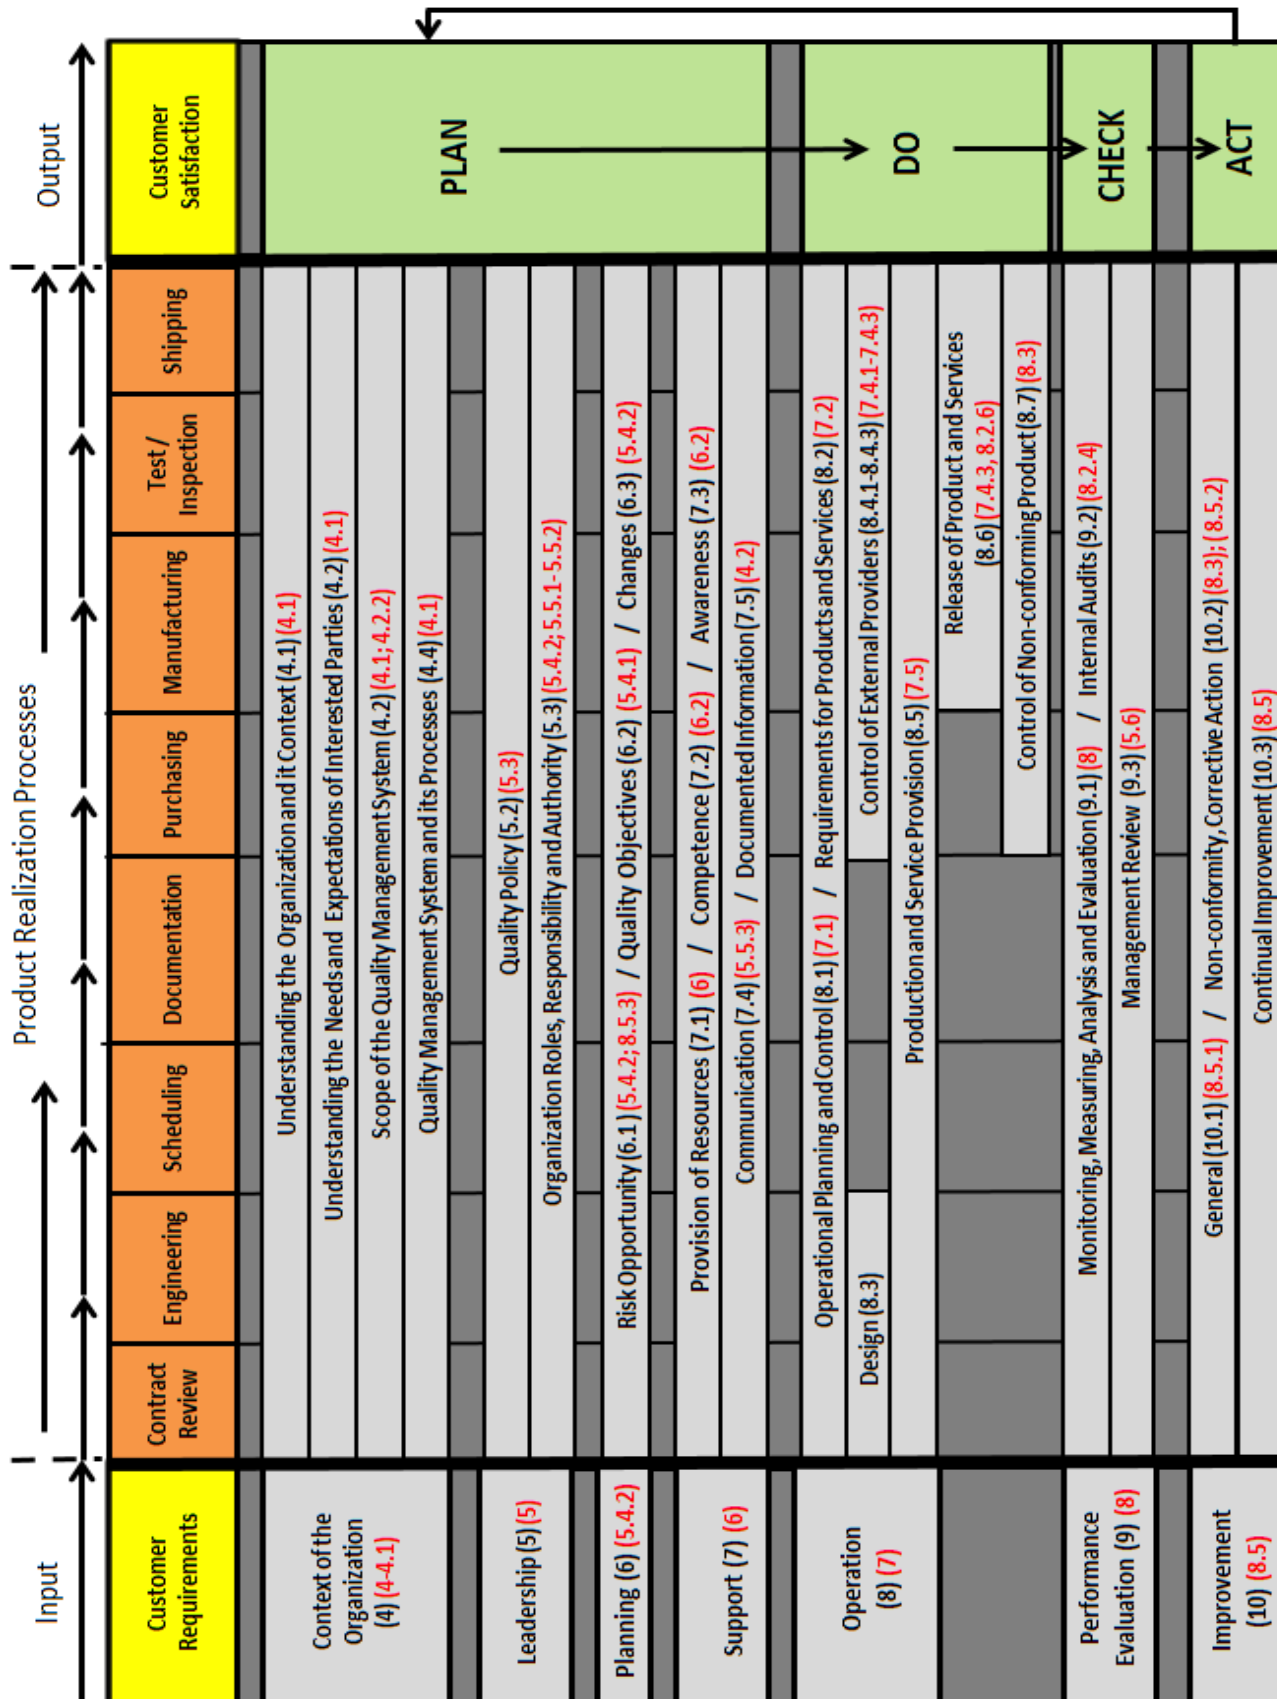 Product Realization Processes
Input
Output
Customer
Requirements
Contract
Review
Engineering
Scheduling
Documentation
Purchasing
Manufacturing
Test /
Inspection
Shipping
Customer
Satisfaction
Context of the
Organization
(4) (4-4.1)
Understanding the Organization and it Context (4.1) (4.1)
Understanding the Needs and Expectations of Interested Parties (4.2) (4.1)
Scope of the Quality Management System (4.2) (4.1; 4.2.2)
Quality Management System and its Processes (4.4) (4.1)
PLAN
Leadership (5) (5)
Quality Policy (5.2) (5.3)
Organization Roles, Responsibility and Authority (5.3) (5.4.2; 5.5.1- 5.5.2)
Planning (6) (5.4.2)
Risk Opportunity (6.1) (5.4.2; 8.5.3) / Quality Objectives (6.2) (5.4.1) / Changes (6.3) (5.4.2)
Support (7) (6)
Provision of Resources (7.1) (6) / Competence (7.2) (6.2) / Awareness (7.3) (6.2)
Communication (7.4) (5.5.3) / Documented Information (7.5) (4.2)
Operation
(8) (7)
Operational Planning and Control (8.1) (7.1) / Requirements for Products and Services (8.2) (7.2)
Design (8.3)
Control of External Providers (8.4.1-8.4.3) (7.4.1-7.4.3)
Production and Service Provision (8.5) (7.5)
Release of Product and Services
(8.6) (7.4.3, 8.2.6)
Control of Non-conforming Product (8.7) (8.3)
DO
Performance
Evaluation (9) (8)
Monitoring, Measuring, Analysis and Evaluation (9.1) (8) / Internal Audits (9.2) (8.2.4)
Management Review (9.3) (5.6)
CHECK
Improvement
(10) (8.5)
General (10.1) (8.5.1) / Non-conformity, Corrective Action (10.2) (8.3); (8.5.2)
Continual Improvement (10.3) (8.5)
ACT